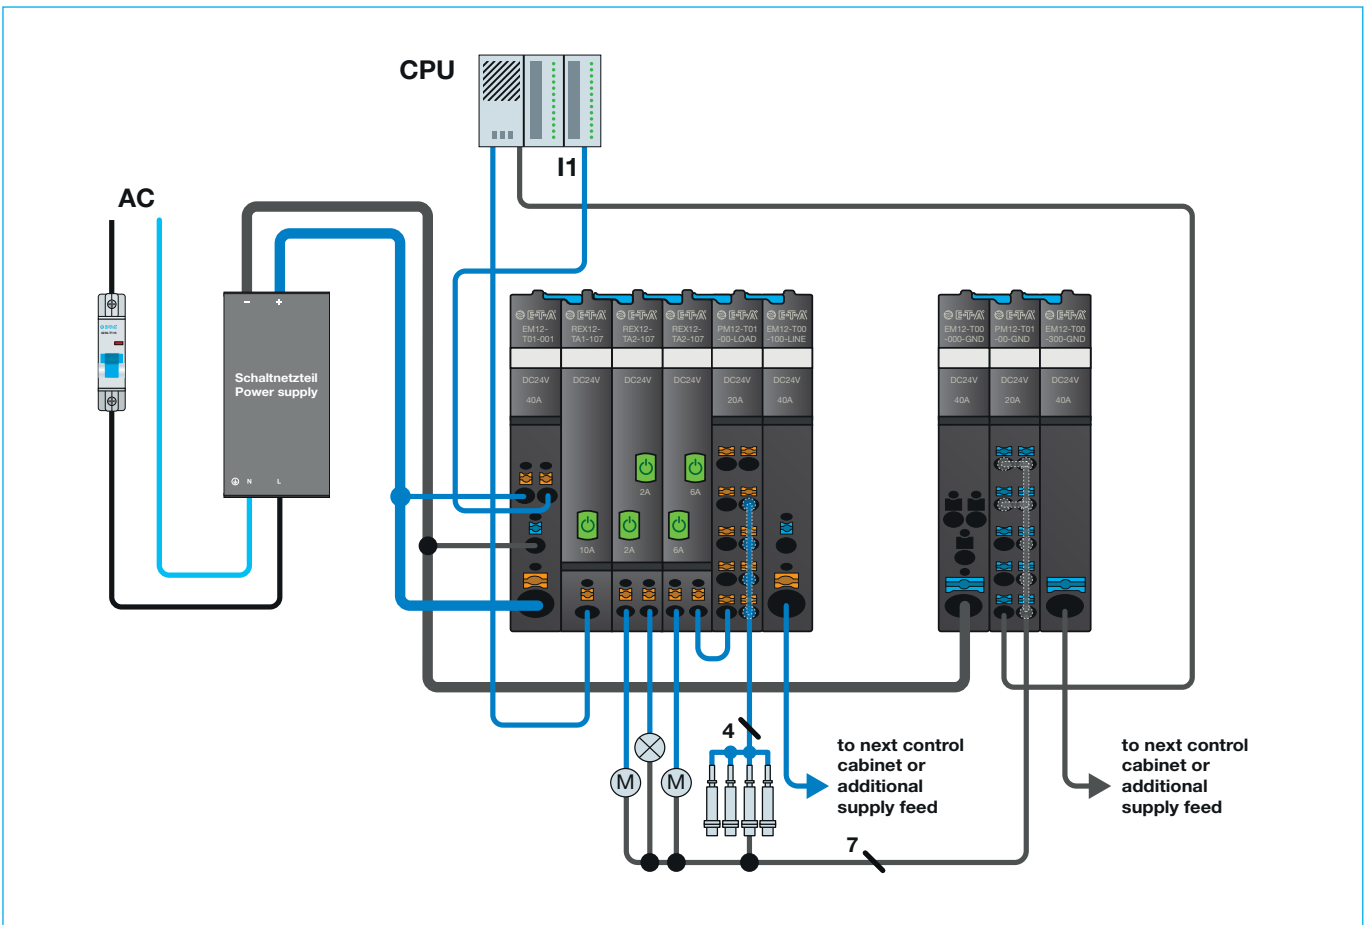 CPU
I1
AC
- +
Schaltnetzteil
Power supply
N L
E-T-A
EM12-
T01-001
DC24V
40A
E-T-A
REX12-
TA1-107
DC24V
10A
E-T-A
REX12-
TA2-107
DC24V
2A
2A
E-T-A
REX12-
TA2-107
DC24V
6A
6A
E-T-A
PM12-T01
-00-LOAD
DC24V
20A
E-T-A
EM12-T00
-100-LINE
DC24V
40A
E-T-A
EM12-T00
-000-GND
DC24V
40A
E-T-A
PM12-T01
-00-GND
DC24V
20A
E-T-A
EM12-T00
-300-GND
DC24V
40A
M
M
4
7
to next control
cabinet or
additional
supply feed
to next control
cabinet or
additional
supply feed